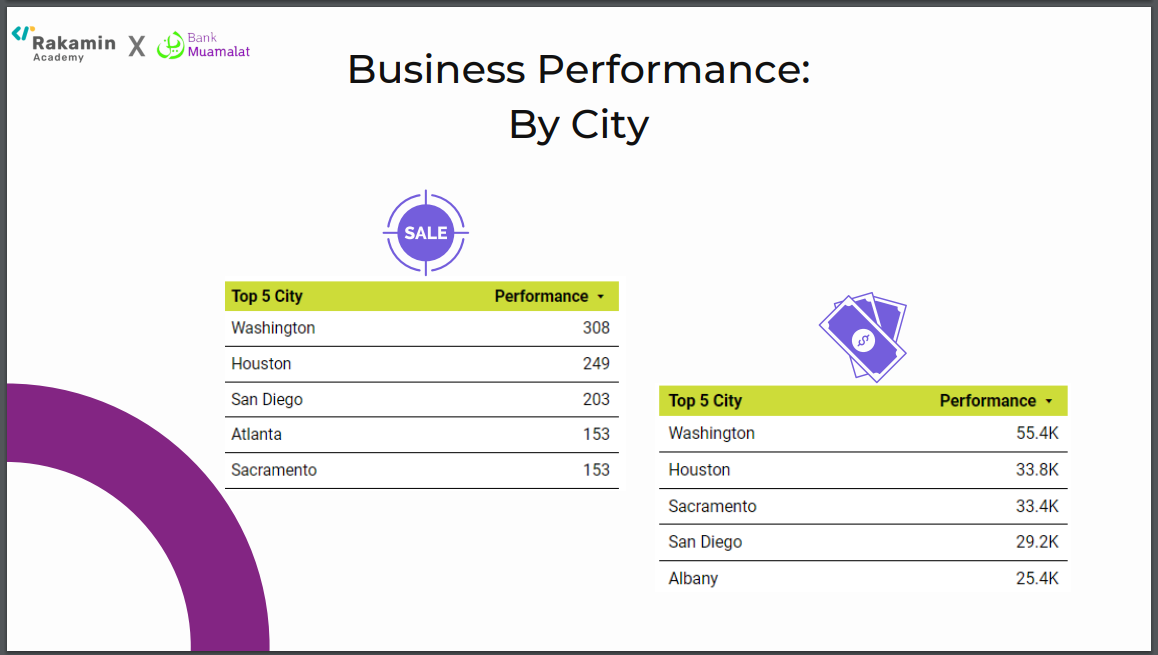 Rakamin
Academy
X
Bank
Muamalat
Business Performance:
By City
SALE
Top 5 City Performance
Washington 308
Houston 249
San Diego 203
Atlanta 153
Sacramento 153
$
Top 5 City Performance
Washington 55.4K
Houston 33.8K
Sacramento 33.4K
San Diego 29.2K
Albany 25.4K